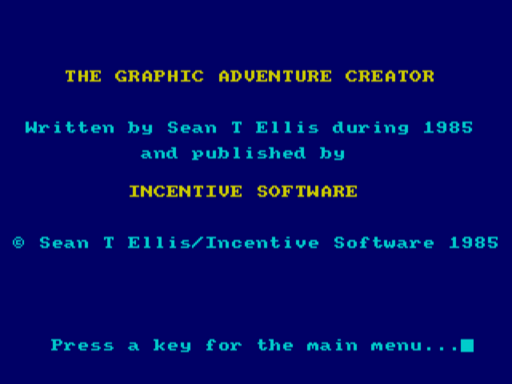 THE GRAPHIC ADVENTURE CREATOR
Written by Sean T Ellis during 1985
and published by
INCENTIVE SOFTWARE
© Sean T Ellis/Incentive Software 1985
Press a key for the main menu...